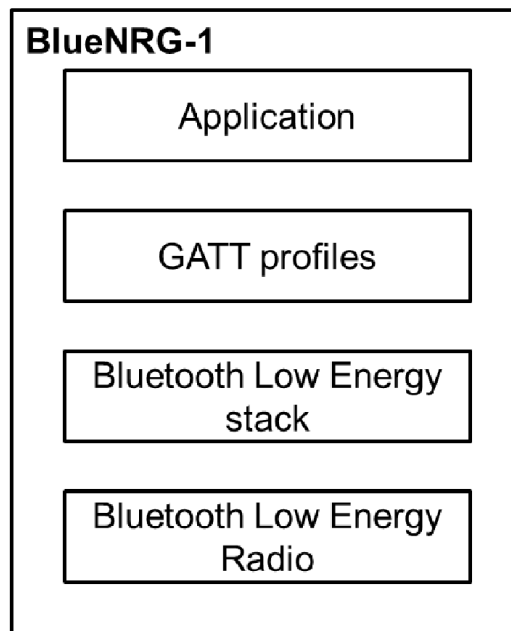 BlueNRG-1
Application
GATT profiles
Bluetooth Low Energy
stack
Bluetooth Low Energy
Radio